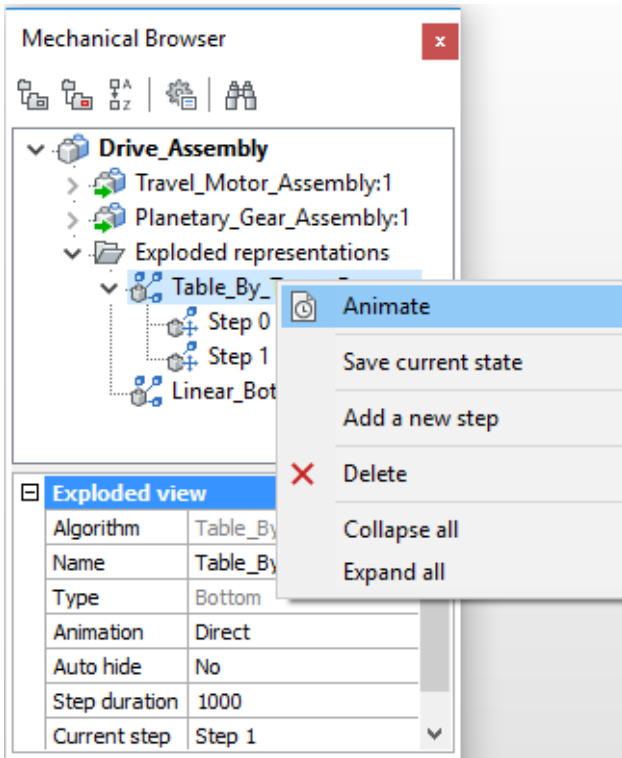 Mechanical Browser
Drive_Assembly
Travel_Motor_Assembly:1
Planetary_Gear_Assembly:1
Exploded representations
Table_By_
Step 0
Step 1
Linear_Bot
Animate
Save current state
Add a new step
Delete
Collapse all
Expand all
Exploded view
Algorithm Table_By
Name Table_By
Type Bottom
Animation Direct
Auto hide No
Step duration 1000
Current step Step 1